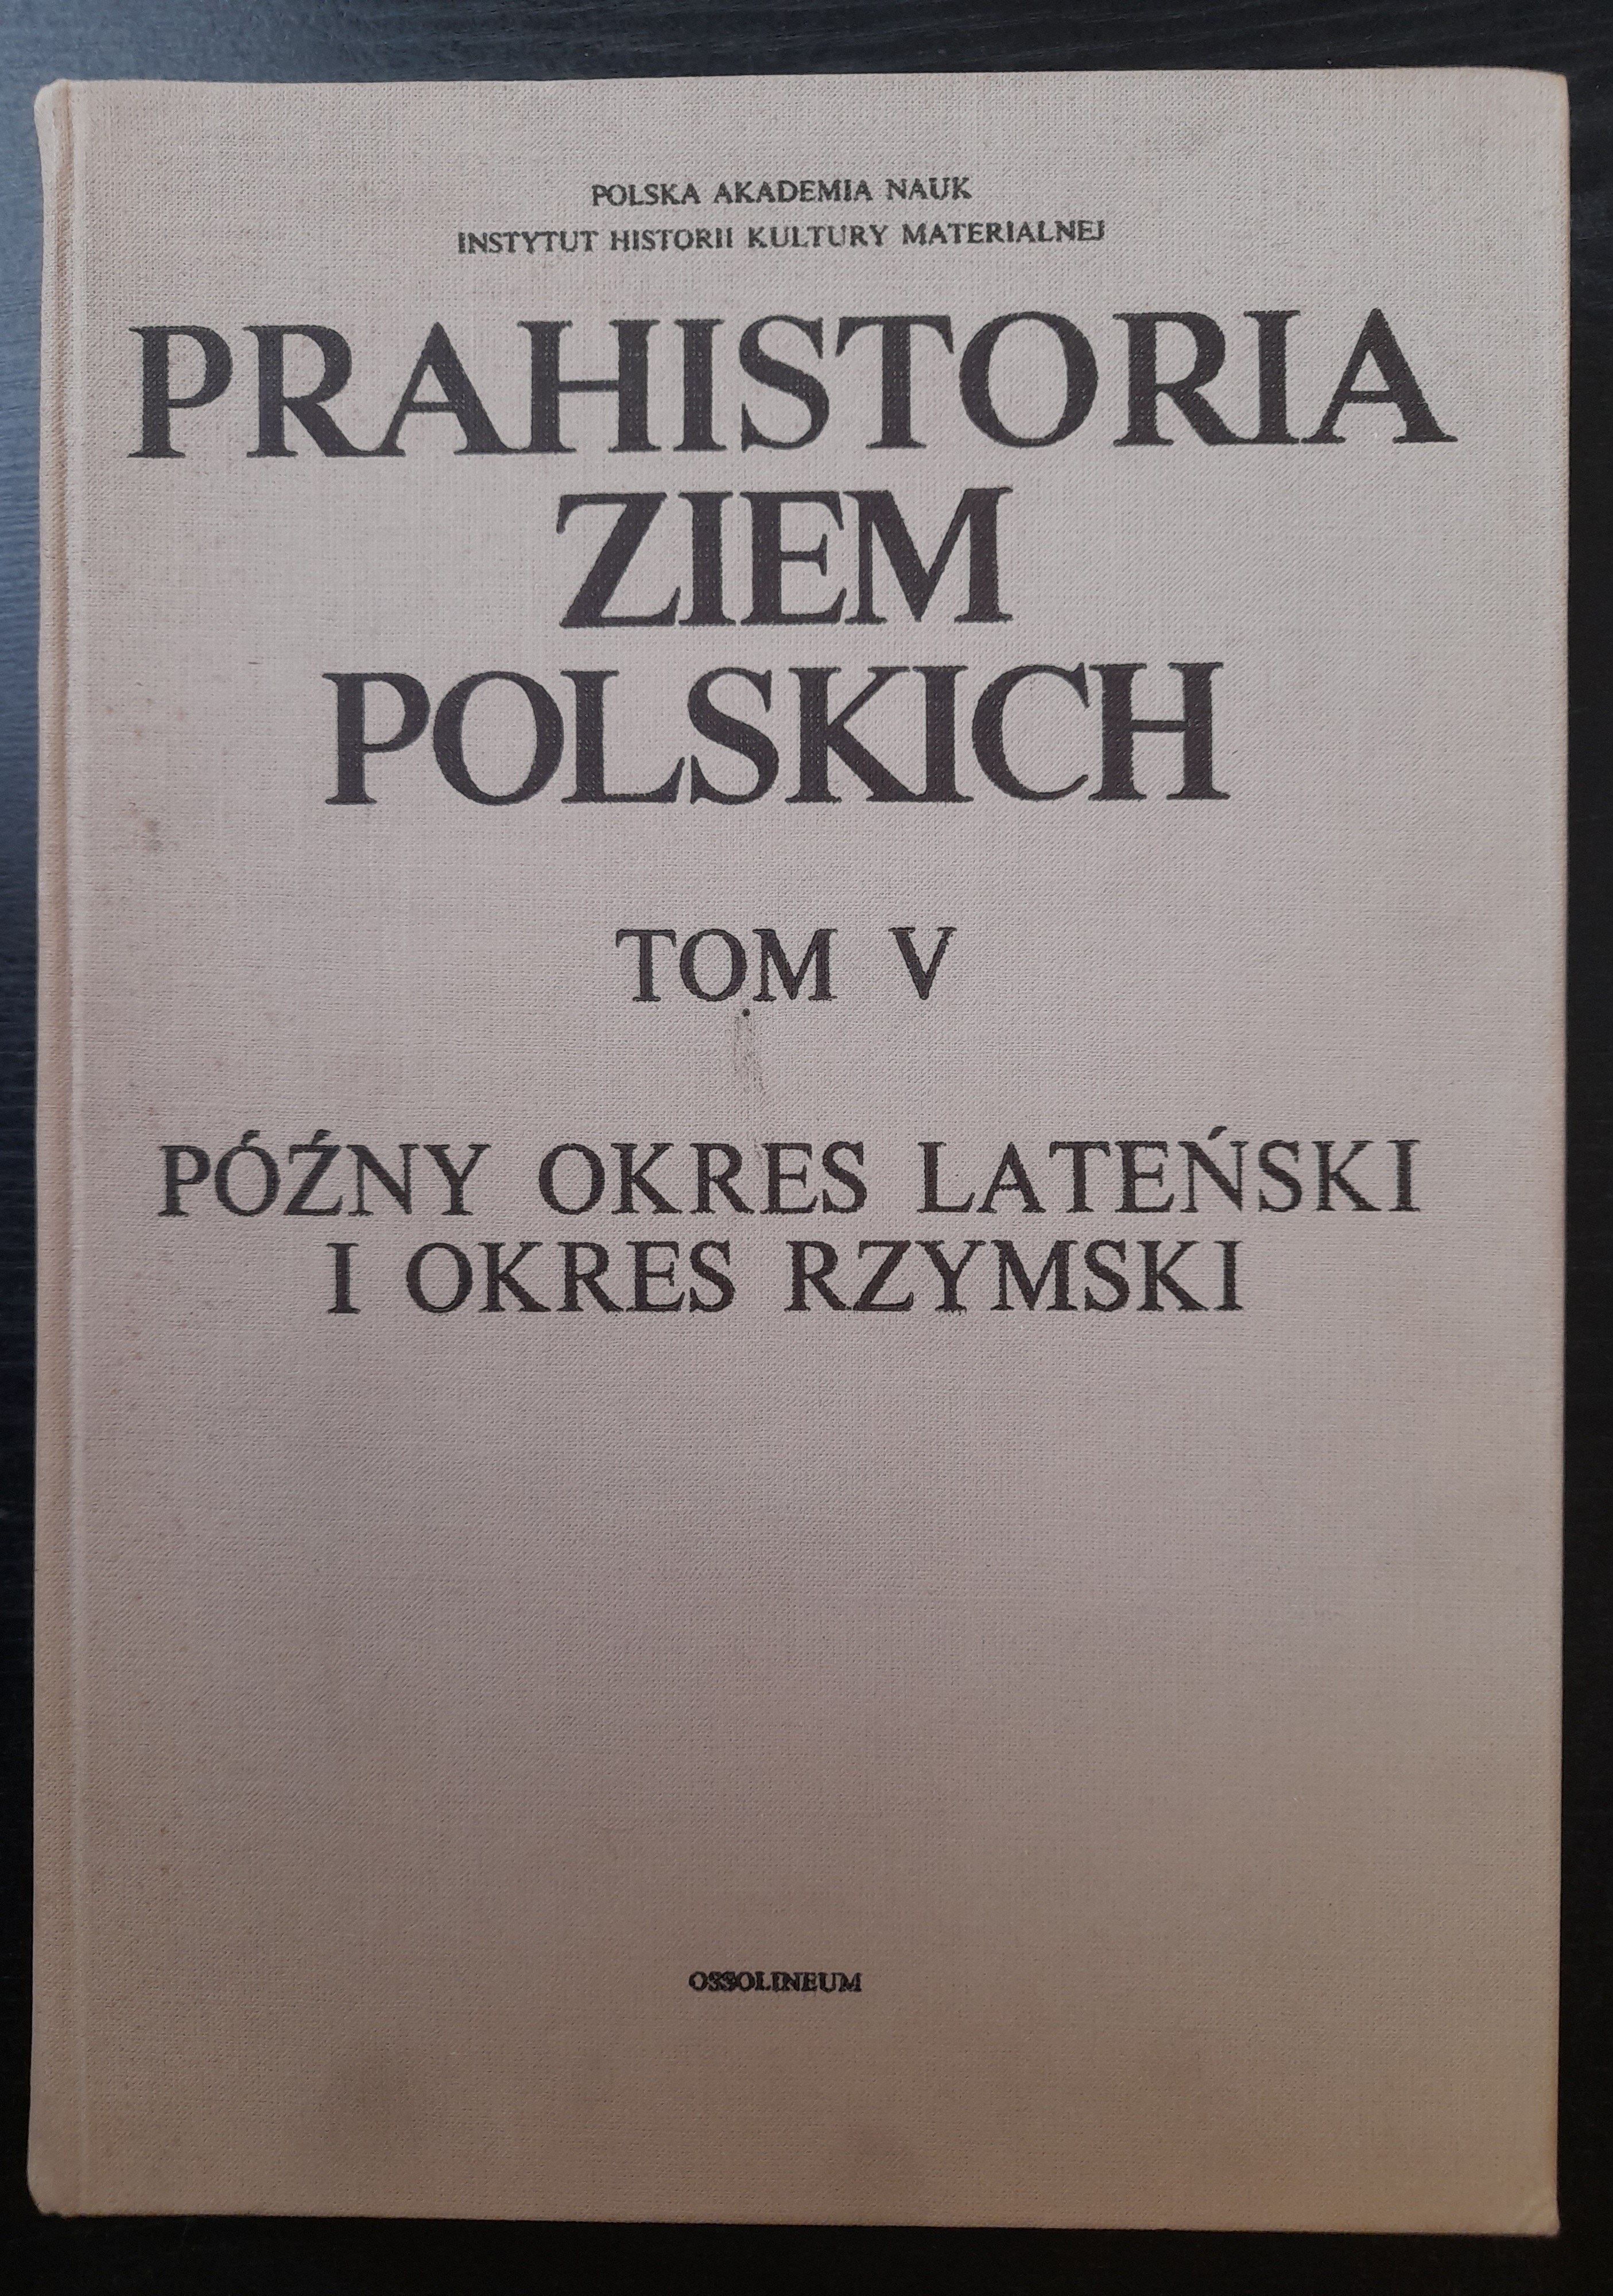 POLSKA AKADEMIA NAUK
INSTYTUT HISTORII KULTURY MATERIALNEJ
PRAHISTORIA
ZIEM
POLSKICH
TOM V
PÓŹNY OKRES LATEŃSKI
I OKRES RZYMSKI
OSSOLINEUM